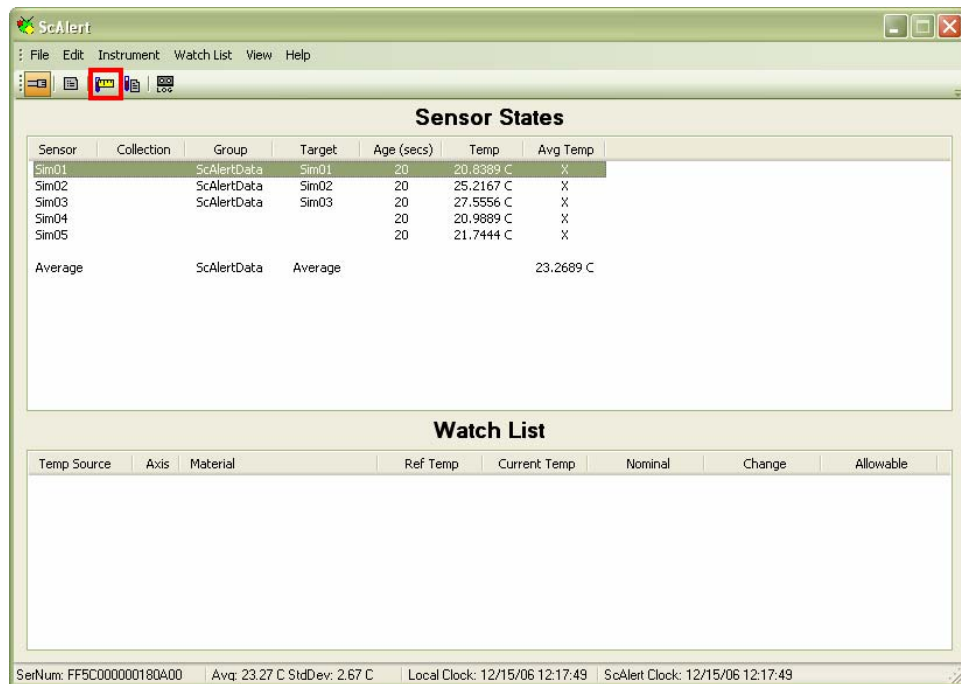 ScAlert
File Edit Instrument Watch List View Help
LOG
Sensor States
Sensor Collection Group Target Age (secs) Temp Avg Temp
Sim01 ScAlertData Sim01 20 20.8389 C X
Sim02 ScAlertData Sim02 20 25.2167 C X
Sim03 ScAlertData Sim03 20 27.5556 C X
Sim04 20 20.9889 C X
Sim05 20 21.7444 C X
Average ScAlertData Average 23.2689 C
Watch List
Temp Source Axis Material Ref Temp Current Temp Nominal Change Allowable
SerNum: FF5C000000180A00 Avg: 23.27 C StdDev: 2.67 C Local Clock: 12/15/06 12:17:49 ScAlert Clock: 12/15/06 12:17:49